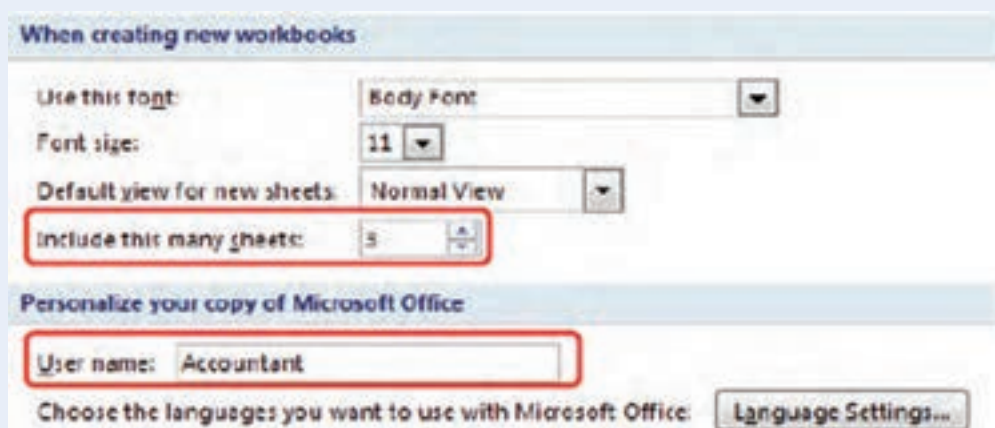 When creating new workbooks
Use this font: Body Font
Font size: 11
Default view for new sheets: Normal View
Include this many sheets: 3
Personalize your copy of Microsoft Office
User name: Accountant
Choose the languages you want to use with Microsoft Office: Language Settings...